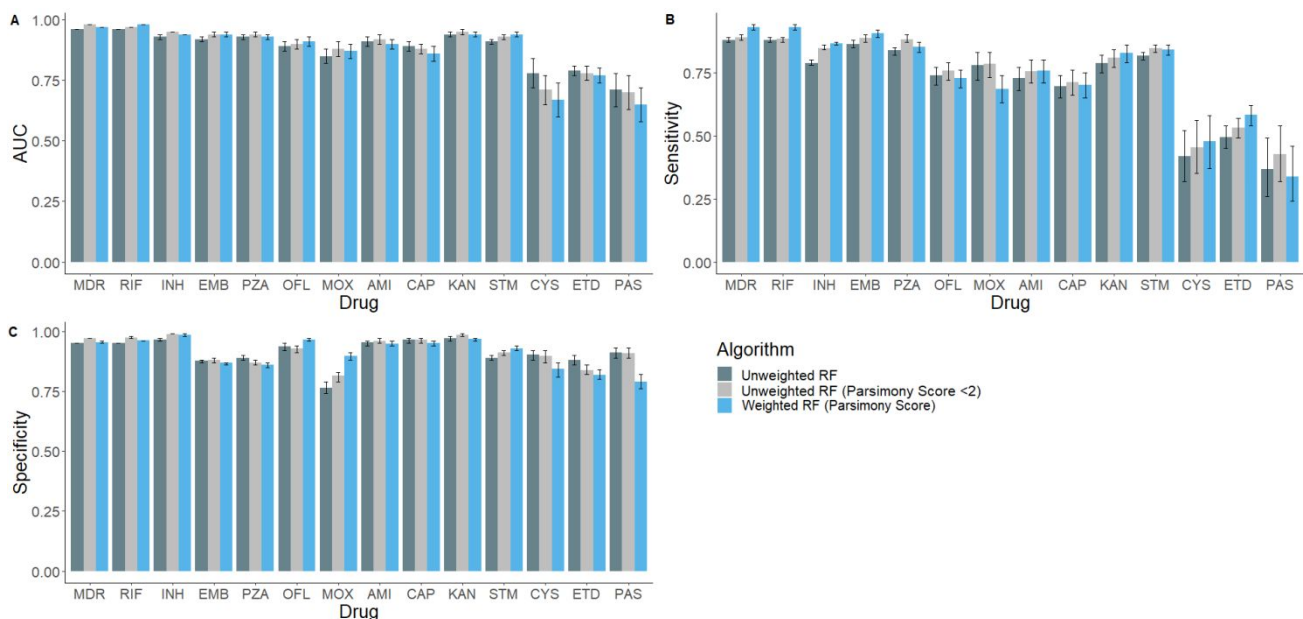 A
1.00
0.75
0.50
0.25
0.00
AUC
MDR RIF INH EMB PZA OFL MOX AMI CAP KAN STM CYS ETD PAS
Drug
B
0.75
0.50
0.25
0.00
Sensitivity
MDR RIF INH EMB PZA OFL MOX AMI CAP KAN STM CYS ETD PAS
Drug
C
1.00
0.75
0.50
0.25
0.00
Specificity
MDR RIF INH EMB PZA OFL MOX AMI CAP KAN STM CYS ETD PAS
Drug
Algorithm
Unweighted RF
Unweighted RF (Parsimony Score <2)
Weighted RF (Parsimony Score)